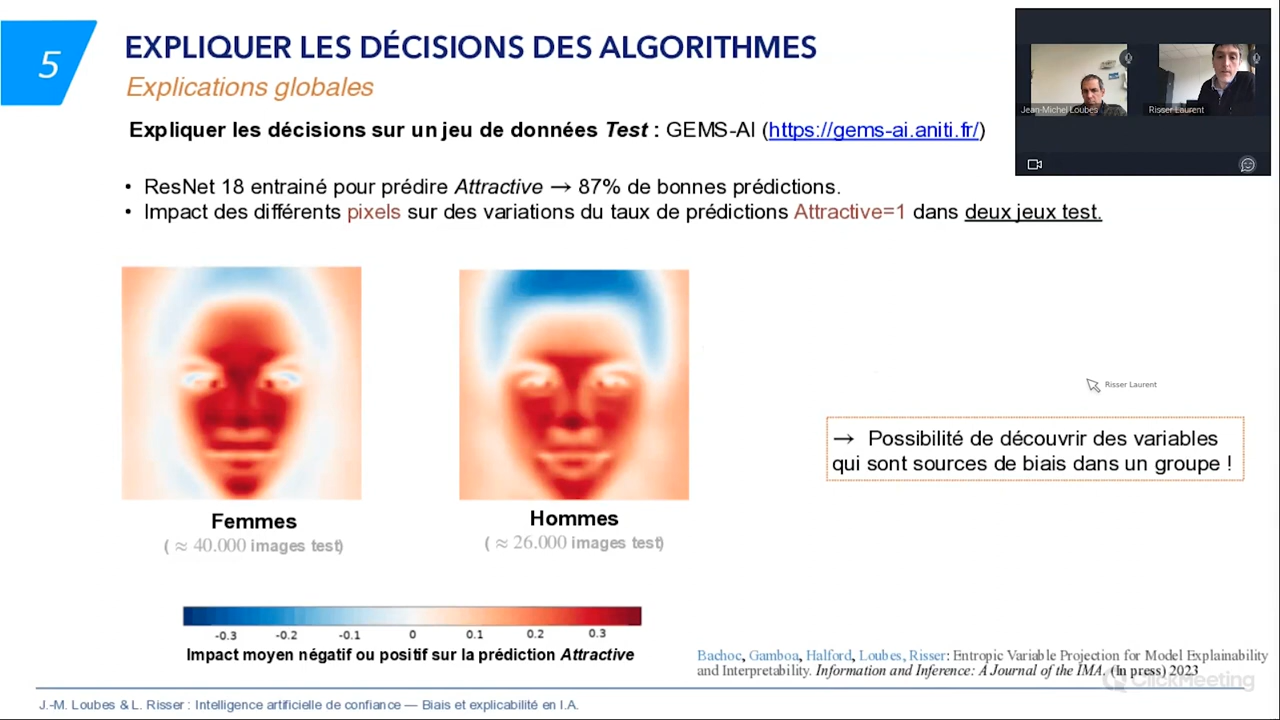 5
EXPLIQUER LES DÉCISIONS DES ALGORITHMES
Explications globales
Expliquer les décisions sur un jeu de données Test : GEMS-AI (https://gems-ai.aniti.fr/)
• ResNet 18 entrainé pour prédire Attractive → 87% de bonnes prédictions.
• Impact des différents pixels sur des variations du taux de prédictions Attractive=1 dans deux jeux test.
Jean-Michel Loubes
Risser Laurent
Risser Laurent
→ Possibilité de découvrir des variables
qui sont sources de biais dans un groupe !
Femmes
( ≈ 40.000 images test)
Hommes
( ≈ 26.000 images test)
-0.3 -0.2 -0.1 0 0.1 0.2 0.3
Impact moyen négatif ou positif sur la prédiction Attractive
Bachoc, Gamboa, Halford, Loubes, Risser: Entropic Variable Projection for Model Explainability
and Interpretability. Information and Inference: A Journal of the IMA. (In press) 2023
ClickMeeting
J.-M. Loubes & L. Risser : Intelligence artificielle de confiance — Biais et explicabilité en I.A.